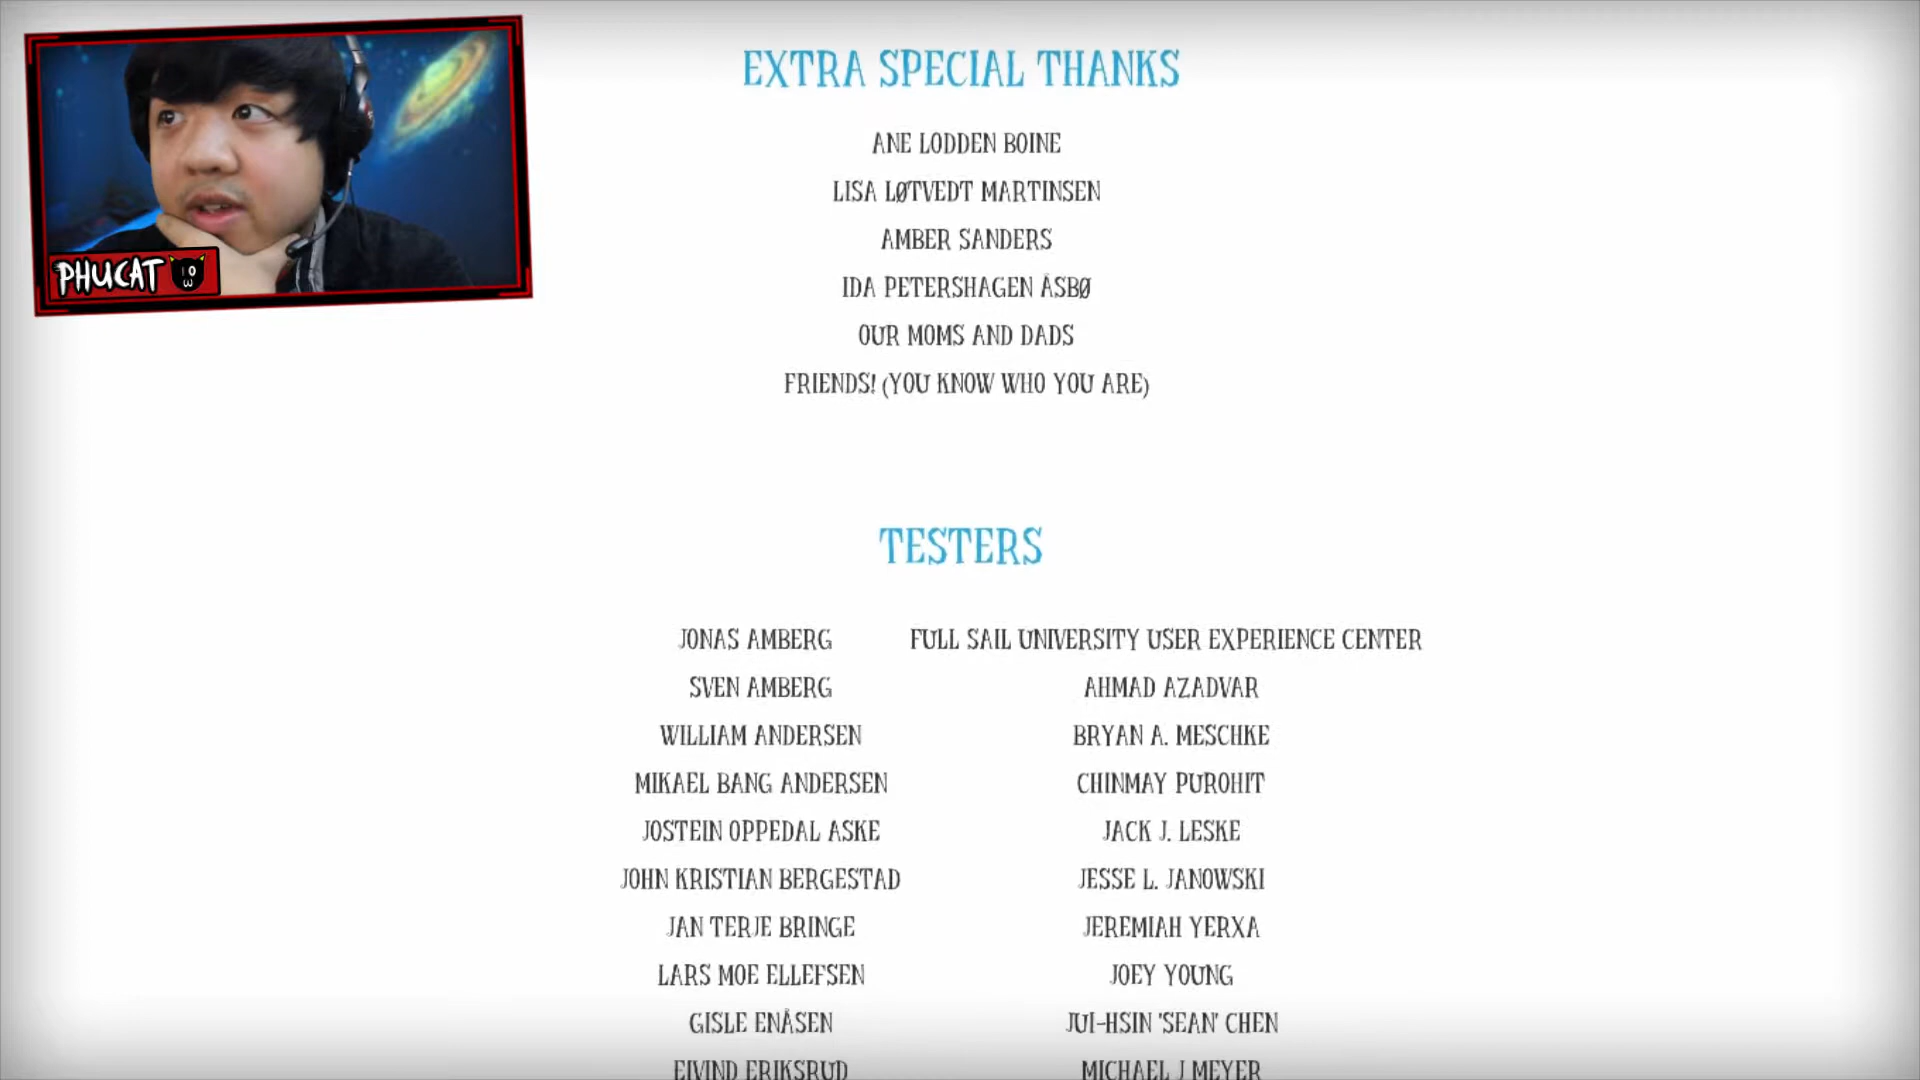 PHUCAT
EXTRA SPECIAL THANKS
ANE LODDEN BOINE
LISA LØTVEDT MARTINSEN
AMBER SANDERS
IDA PETERSHAGEN ÅSBØ
OUR MOMS AND DADS
FRIENDS! (YOU KNOW WHO YOU ARE)
TESTERS
JONAS AMBERG
SVEN AMBERG
WILLIAM ANDERSEN
MIKAEL BANG ANDERSEN
JOSTEIN OPPEDAL ASKE
JOHN KRISTIAN BERGESTAD
JAN TERJE BRINGE
LARS MOE ELLEFSEN
GISLE ENÅSEN
EIVIND ERIKSRUD
FULL SAIL UNIVERSITY USER EXPERIENCE CENTER
AHMAD AZADVAR
BRYAN A. MESCHKE
CHINMAY PUROHIT
JACK J. LESKE
JESSE L. JANOWSKI
JEREMIAH YERXA
JOEY YOUNG
JUI-HSIN 'SEAN' CHEN
MICHAEL J MEYER